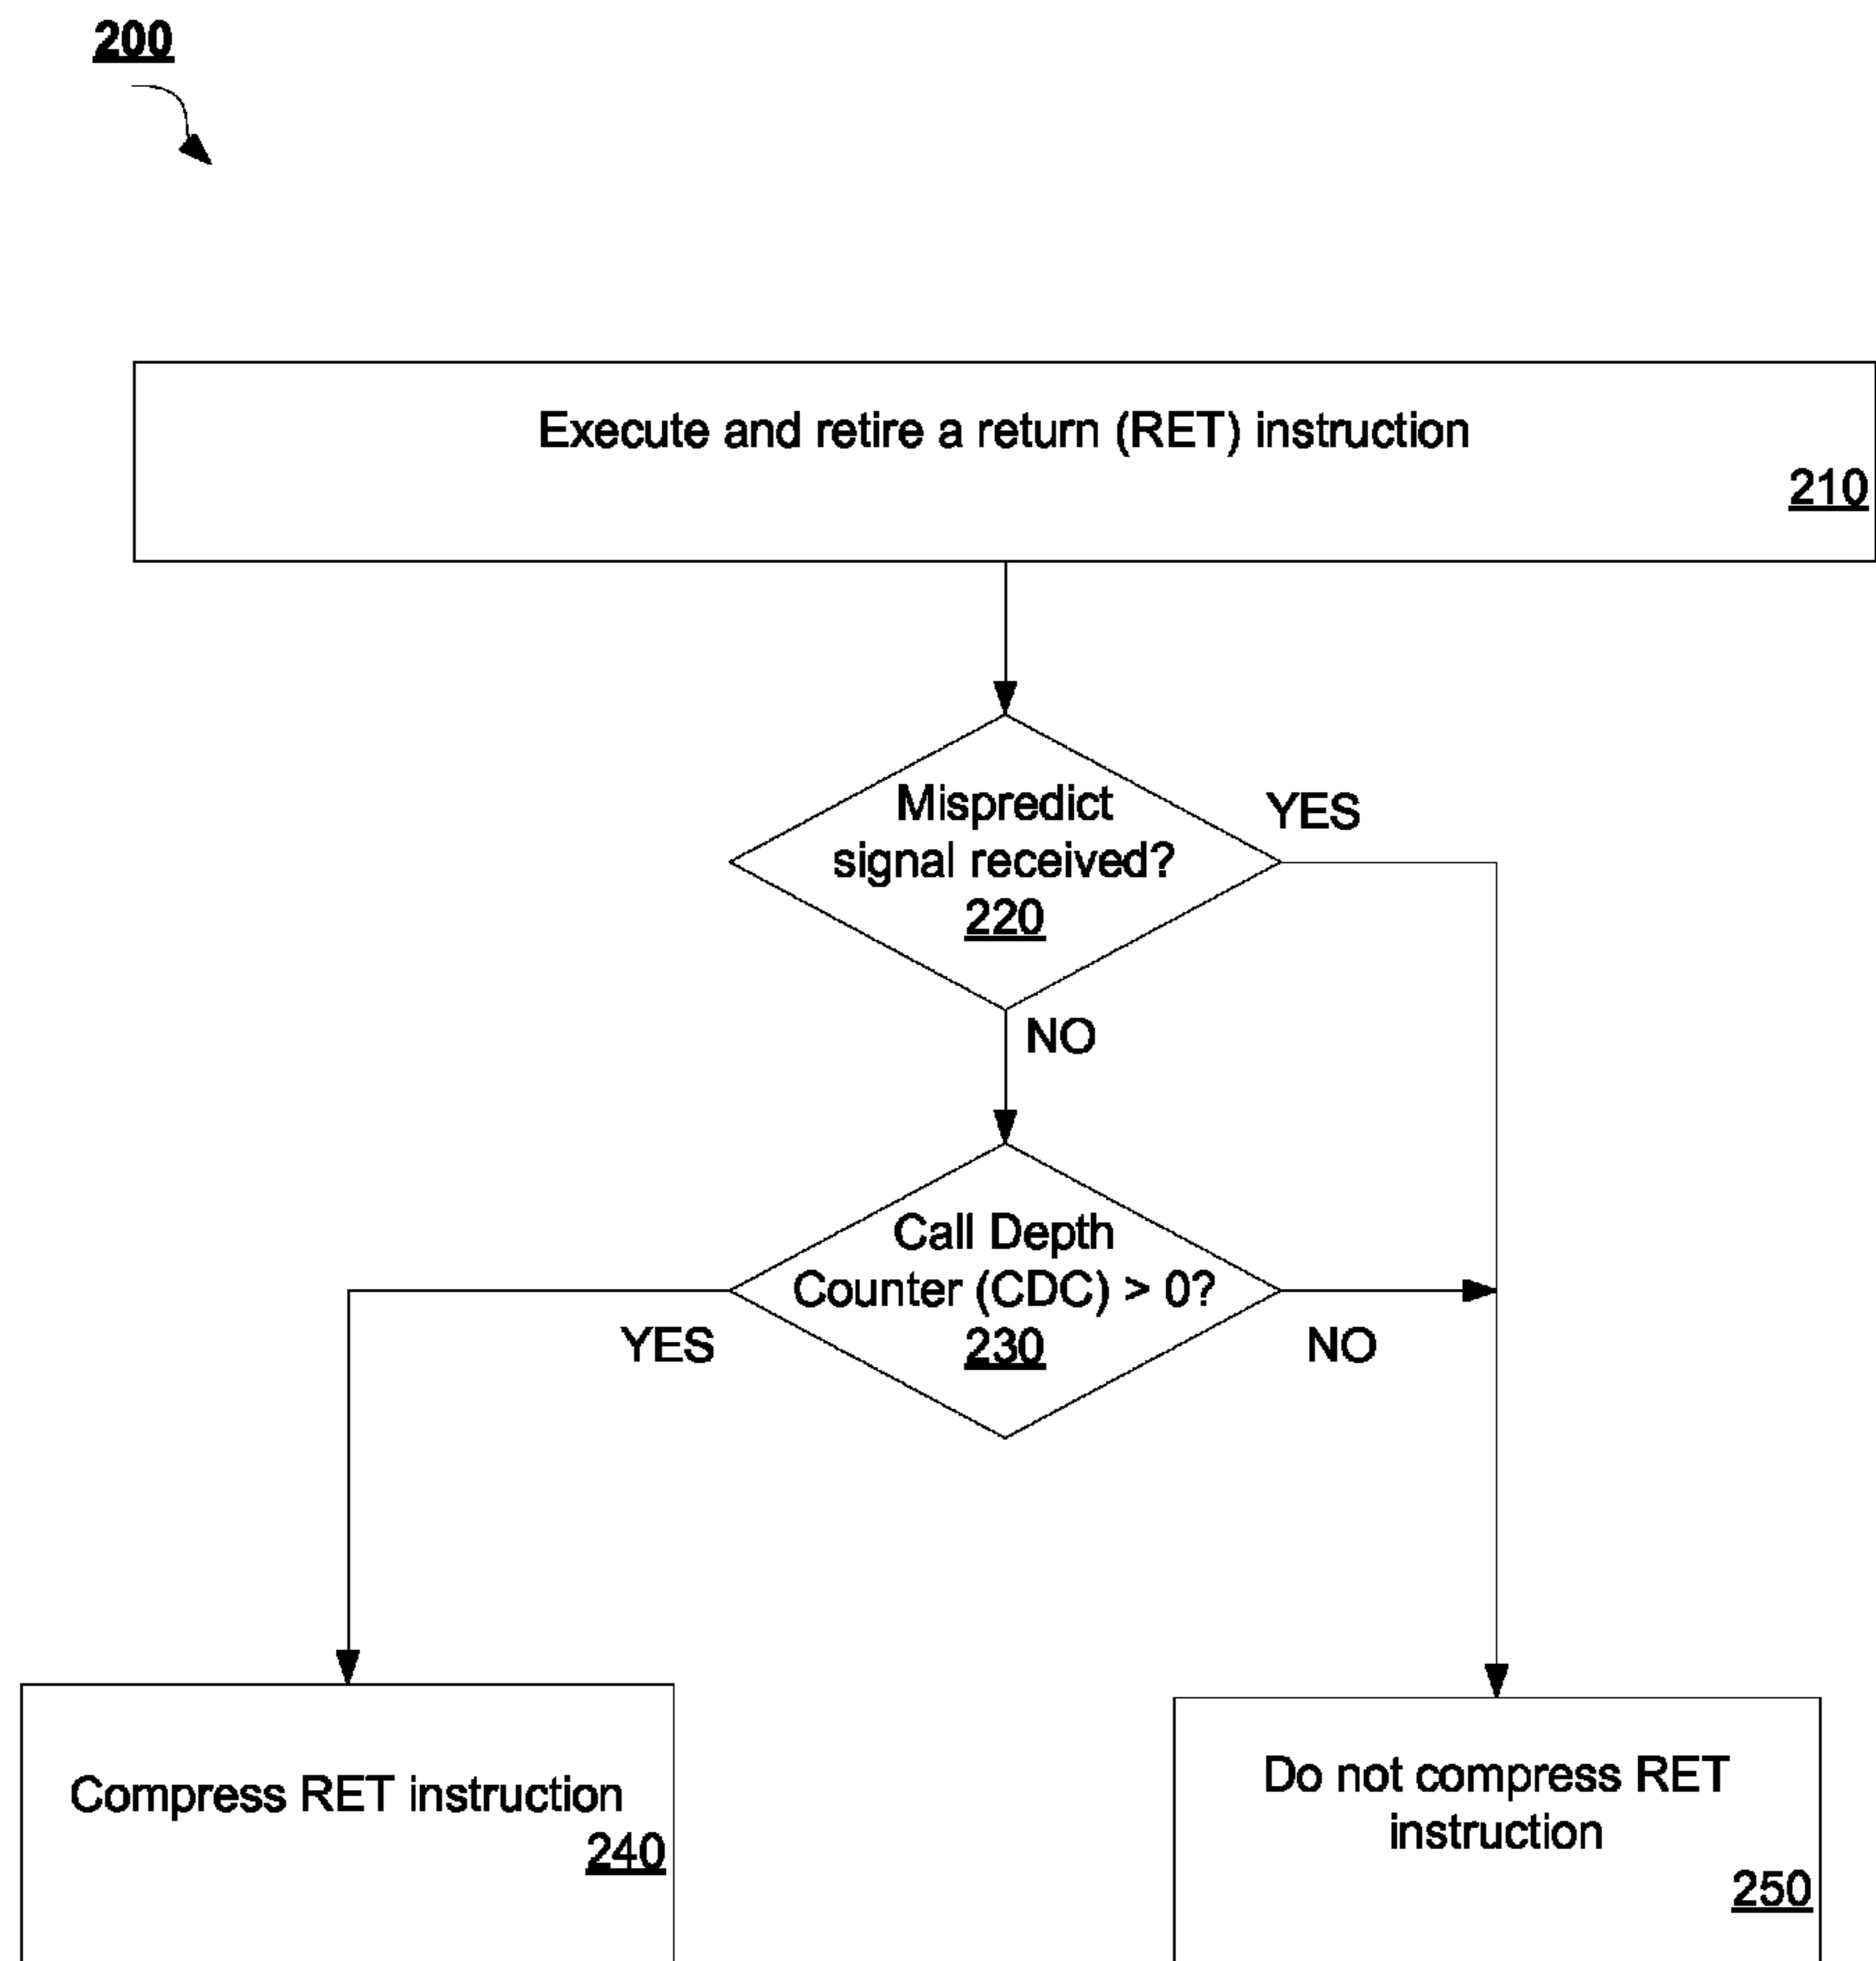 200
Execute and retire a return (RET) instruction
210
Mispredict
signal received?
220
YES
NO
Call Depth
Counter (CDC) > 0?
230
YES
NO
Compress RET instruction
240
Do not compress RET
instruction
250